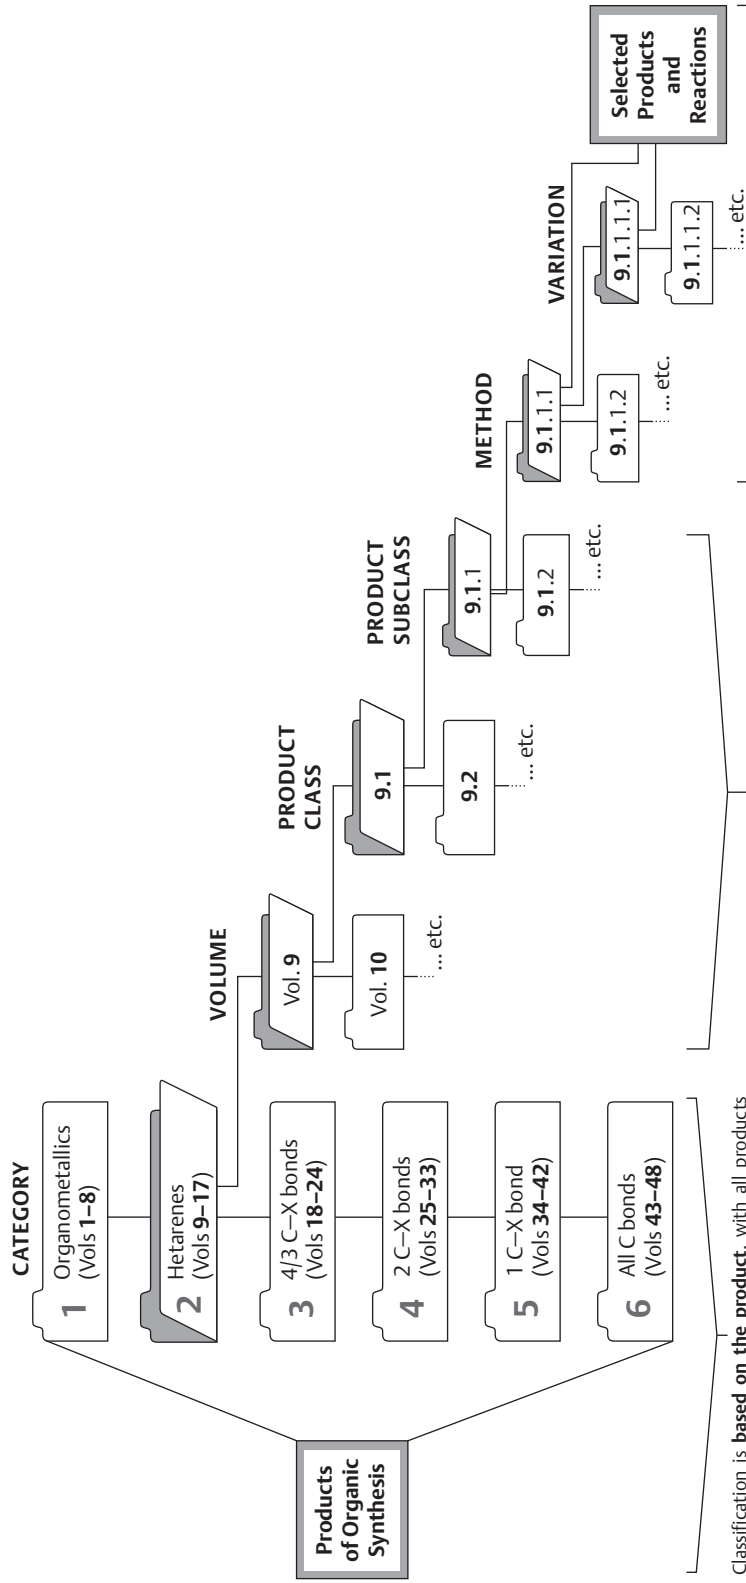 Products
of Organic
Synthesis
CATEGORY
1 Organometallics
(Vols 1–8)
2 Hetarenes
(Vols 9–17)
3 4/3 C–X bonds
(Vols 18–24)
4 2 C–X bonds
(Vols 25–33)
5 1 C–X bond
(Vols 34–42)
6 All C bonds
(Vols 43–48)
VOLUME
Vol. 9
Vol. 10
... etc.
PRODUCT
CLASS
9.1
9.2
... etc.
PRODUCT
SUBCLASS
9.1.1
9.1.2
... etc.
METHOD
9.1.1.1
9.1.1.2
... etc.
VARIATION
9.1.1.1.1
9.1.1.1.2
... etc.
Selected
Products
and
Reactions
Classification is based on the product, with all products